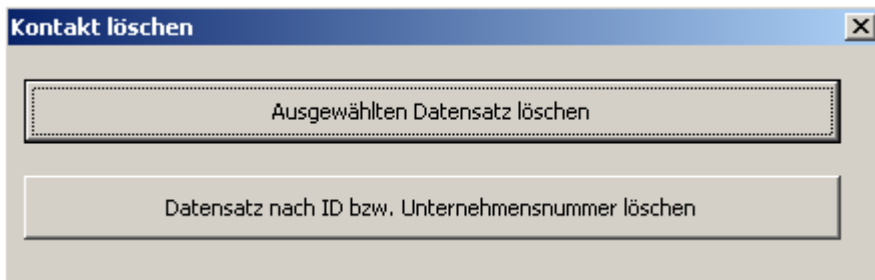 Kontakt löschen
Ausgewählten Datensatz löschen
Datensatz nach ID bzw. Unternehmensnummer löschen